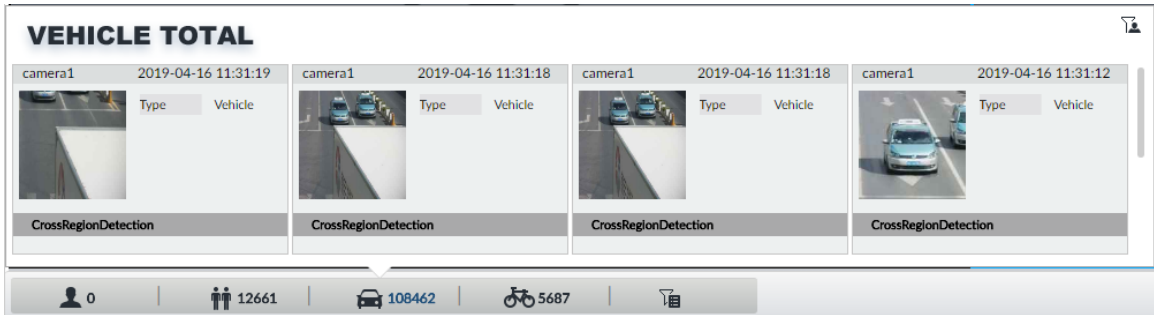 VEHICLE TOTAL
camera1 2019-04-16 11:31:19
Type Vehicle
CrossRegionDetection
camera1 2019-04-16 11:31:18
Type Vehicle
CrossRegionDetection
camera1 2019-04-16 11:31:18
Type Vehicle
CrossRegionDetection
camera1 2019-04-16 11:31:12
Type Vehicle
CrossRegionDetection
0 12661 108462 5687